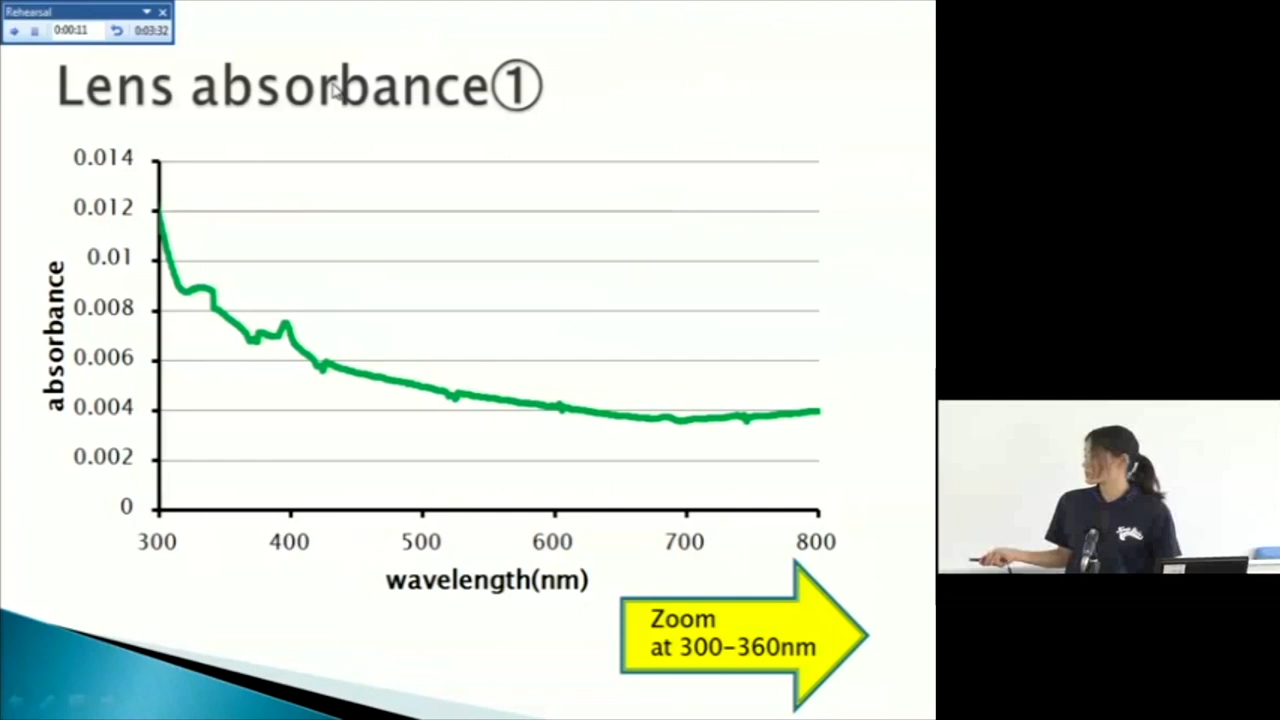 Rehearsal
0:00:11
0:03:32
Lens absorbance①
0.014
0.012
0.01
0.008
0.006
0.004
0.002
0
absorbance
300 400 500 600 700 800
wavelength(nm)
Zoom
at 300-360nm